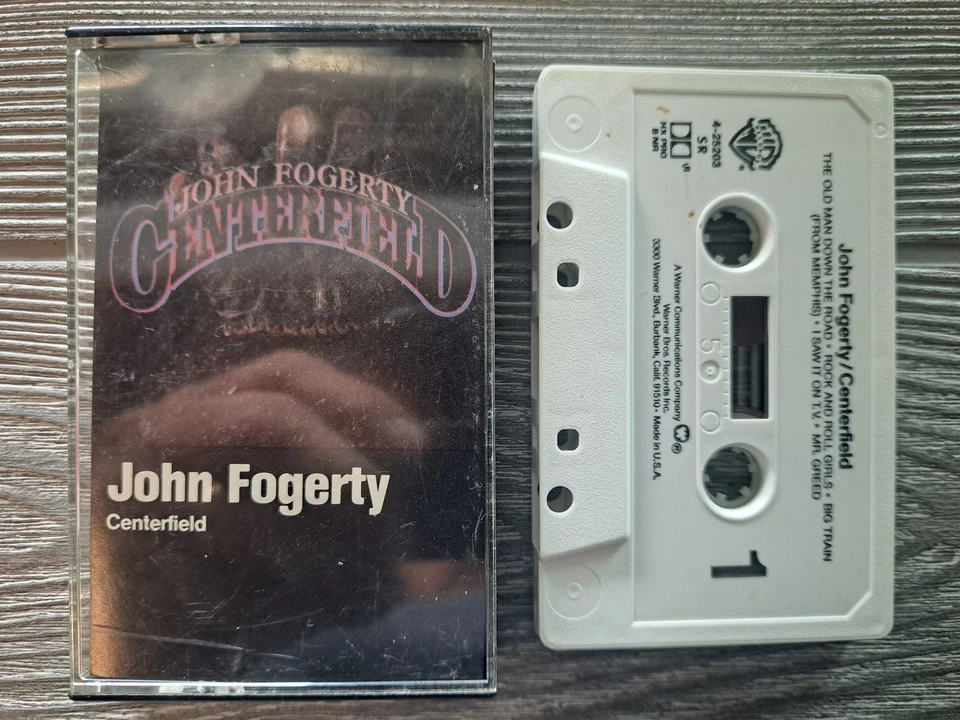 JOHN FOGERTY
CENTERFIELD
John Fogerty
Centerfield
4-25203
SR
HX PRO
B NR
John Fogerty/Centerfield
THE OLD MAN DOWN THE ROAD • ROCK AND ROLL GIRLS • BIG TRAIN
(FROM MEMPHIS) • I SAW IT ON T.V. • MR. GREED
0 50
A Warner Communications Company
Warner Bros. Records Inc.
3300 Warner Blvd., Burbank, Calif. 91510 • Made in U.S.A.
1